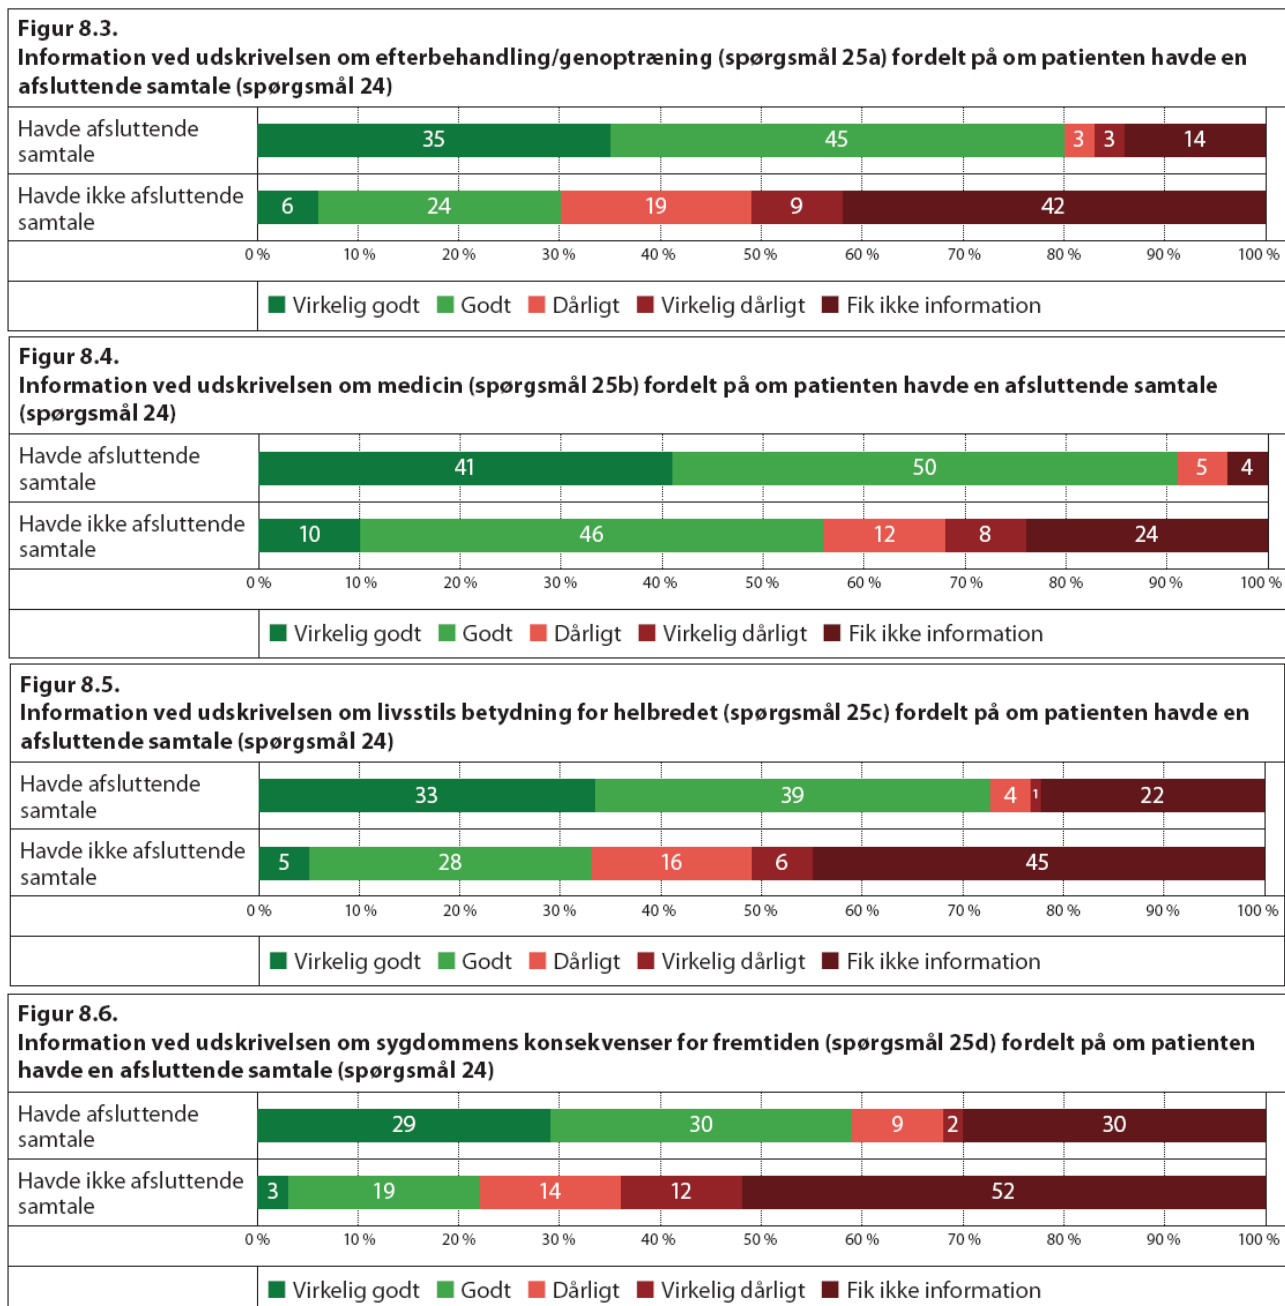 Figur 8.3.
Information ved udskrivelsen om efterbehandling/genoptræning (spørgsmål 25a) fordelt på om patienten havde en
afsluttende samtale (spørgsmål 24)
Havde afsluttende
samtale
35 45 3 3 14
Havde ikke afsluttende
samtale
6 24 19 9 42
0 % 10 % 20 % 30 % 40 % 50 % 60 % 70 % 80 % 90 % 100 %
Virkelig godt Godt Dårligt Virkelig dårligt Fik ikke information
Figur 8.4.
Information ved udskrivelsen om medicin (spørgsmål 25b) fordelt på om patienten havde en afsluttende samtale
(spørgsmål 24)
Havde afsluttende
samtale
41 50 5 4
Havde ikke afsluttende
samtale
10 46 12 8 24
0 % 10 % 20 % 30 % 40 % 50 % 60 % 70 % 80 % 90 % 100 %
Virkelig godt Godt Dårligt Virkelig dårligt Fik ikke information
Figur 8.5.
Information ved udskrivelsen om livsstils betydning for helbredet (spørgsmål 25c) fordelt på om patienten havde en
afsluttende samtale (spørgsmål 24)
Havde afsluttende
samtale
33 39 4 1 22
Havde ikke afsluttende
samtale
5 28 16 6 45
0 % 10 % 20 % 30 % 40 % 50 % 60 % 70 % 80 % 90 % 100 %
Virkelig godt Godt Dårligt Virkelig dårligt Fik ikke information
Figur 8.6.
Information ved udskrivelsen om sygdommens konsekvenser for fremtiden (spørgsmål 25d) fordelt på om patienten
havde en afsluttende samtale (spørgsmål 24)
Havde afsluttende
samtale
29 30 9 2 30
Havde ikke afsluttende
samtale
3 19 14 12 52
0 % 10 % 20 % 30 % 40 % 50 % 60 % 70 % 80 % 90 % 100 %
Virkelig godt Godt Dårligt Virkelig dårligt Fik ikke information